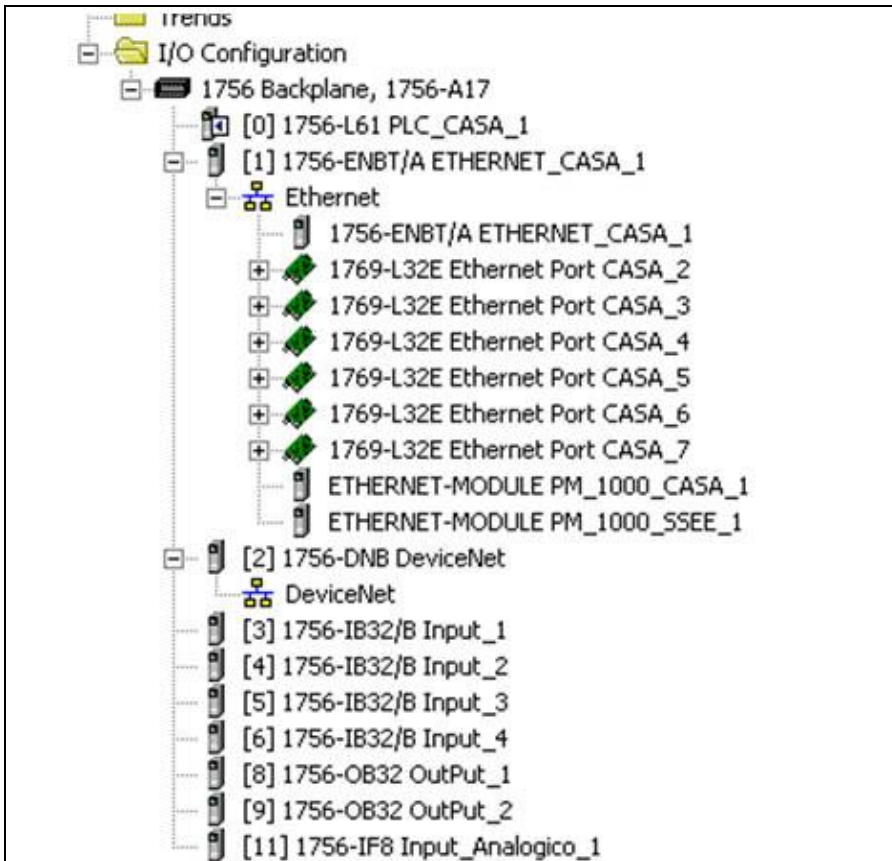 Trends
I/O Configuration
1756 Backplane, 1756-A17
[0] 1756-L61 PLC_CASA_1
[1] 1756-ENBT/A ETHERNET_CASA_1
Ethernet
1756-ENBT/A ETHERNET_CASA_1
1769-L32E Ethernet Port CASA_2
1769-L32E Ethernet Port CASA_3
1769-L32E Ethernet Port CASA_4
1769-L32E Ethernet Port CASA_5
1769-L32E Ethernet Port CASA_6
1769-L32E Ethernet Port CASA_7
ETHERNET-MODULE PM_1000_CASA_1
ETHERNET-MODULE PM_1000_SSEE_1
[2] 1756-DNB DeviceNet
DeviceNet
[3] 1756-IB32/B Input_1
[4] 1756-IB32/B Input_2
[5] 1756-IB32/B Input_3
[6] 1756-IB32/B Input_4
[8] 1756-OB32 OutPut_1
[9] 1756-OB32 OutPut_2
[11] 1756-IF8 Input_Analogico_1